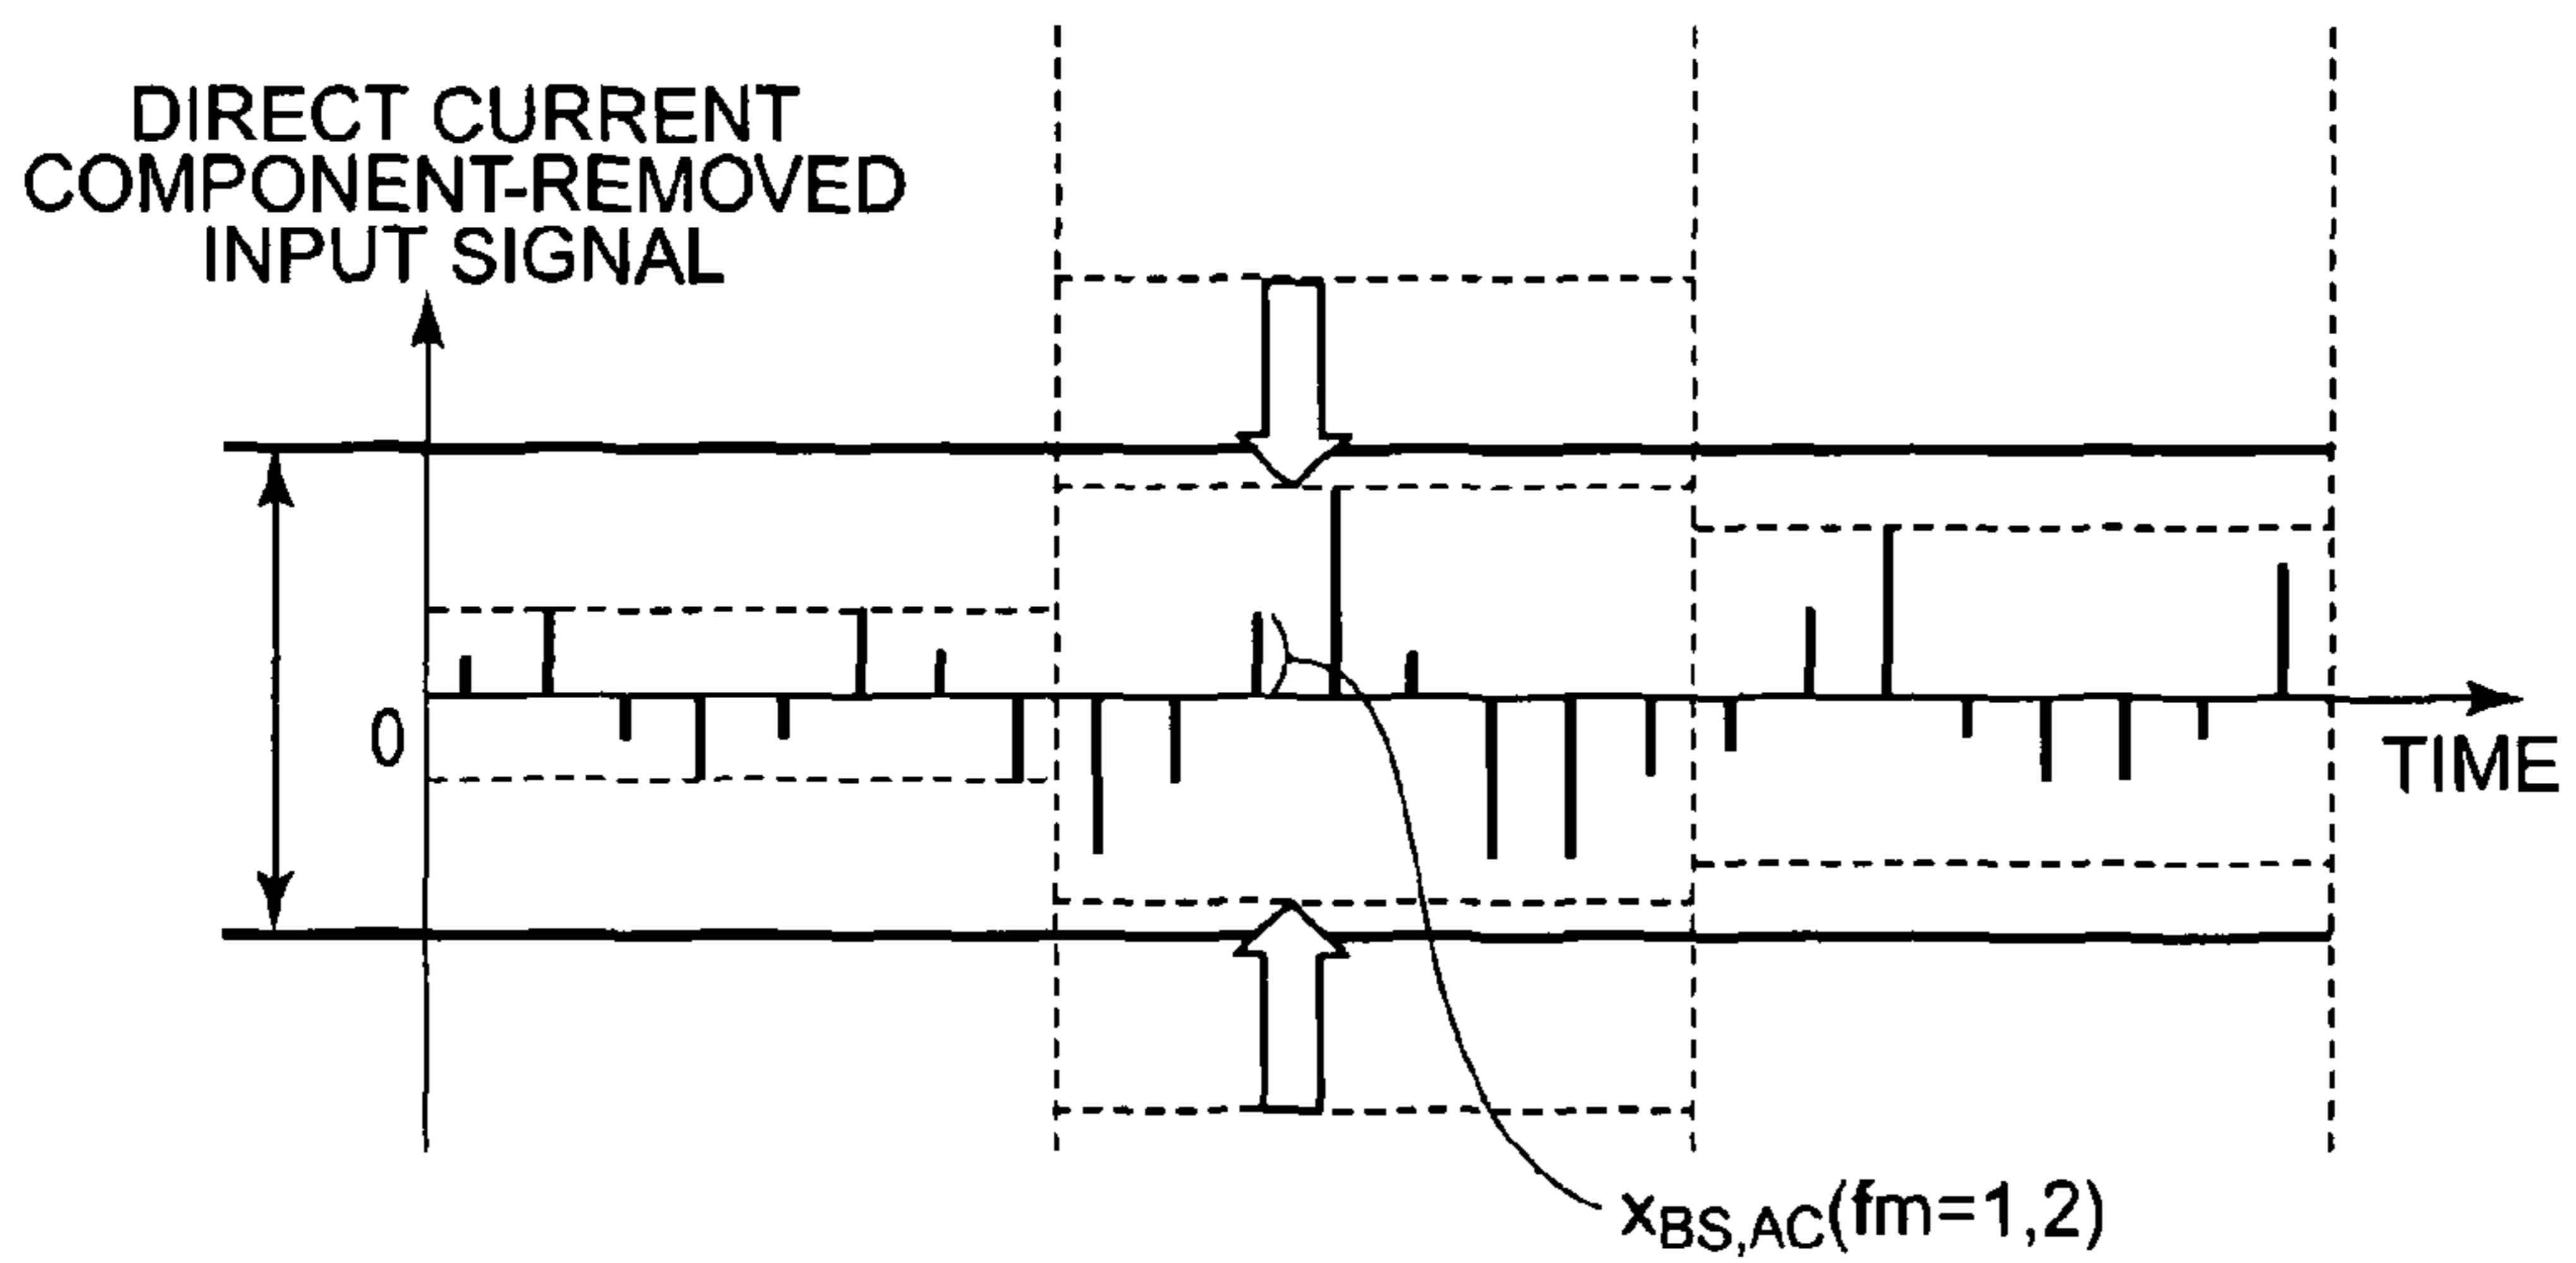 DIRECT CURRENT
COMPONENT-REMOVED
INPUT SIGNAL
0
TIME
xBS,AC(fm=1,2)